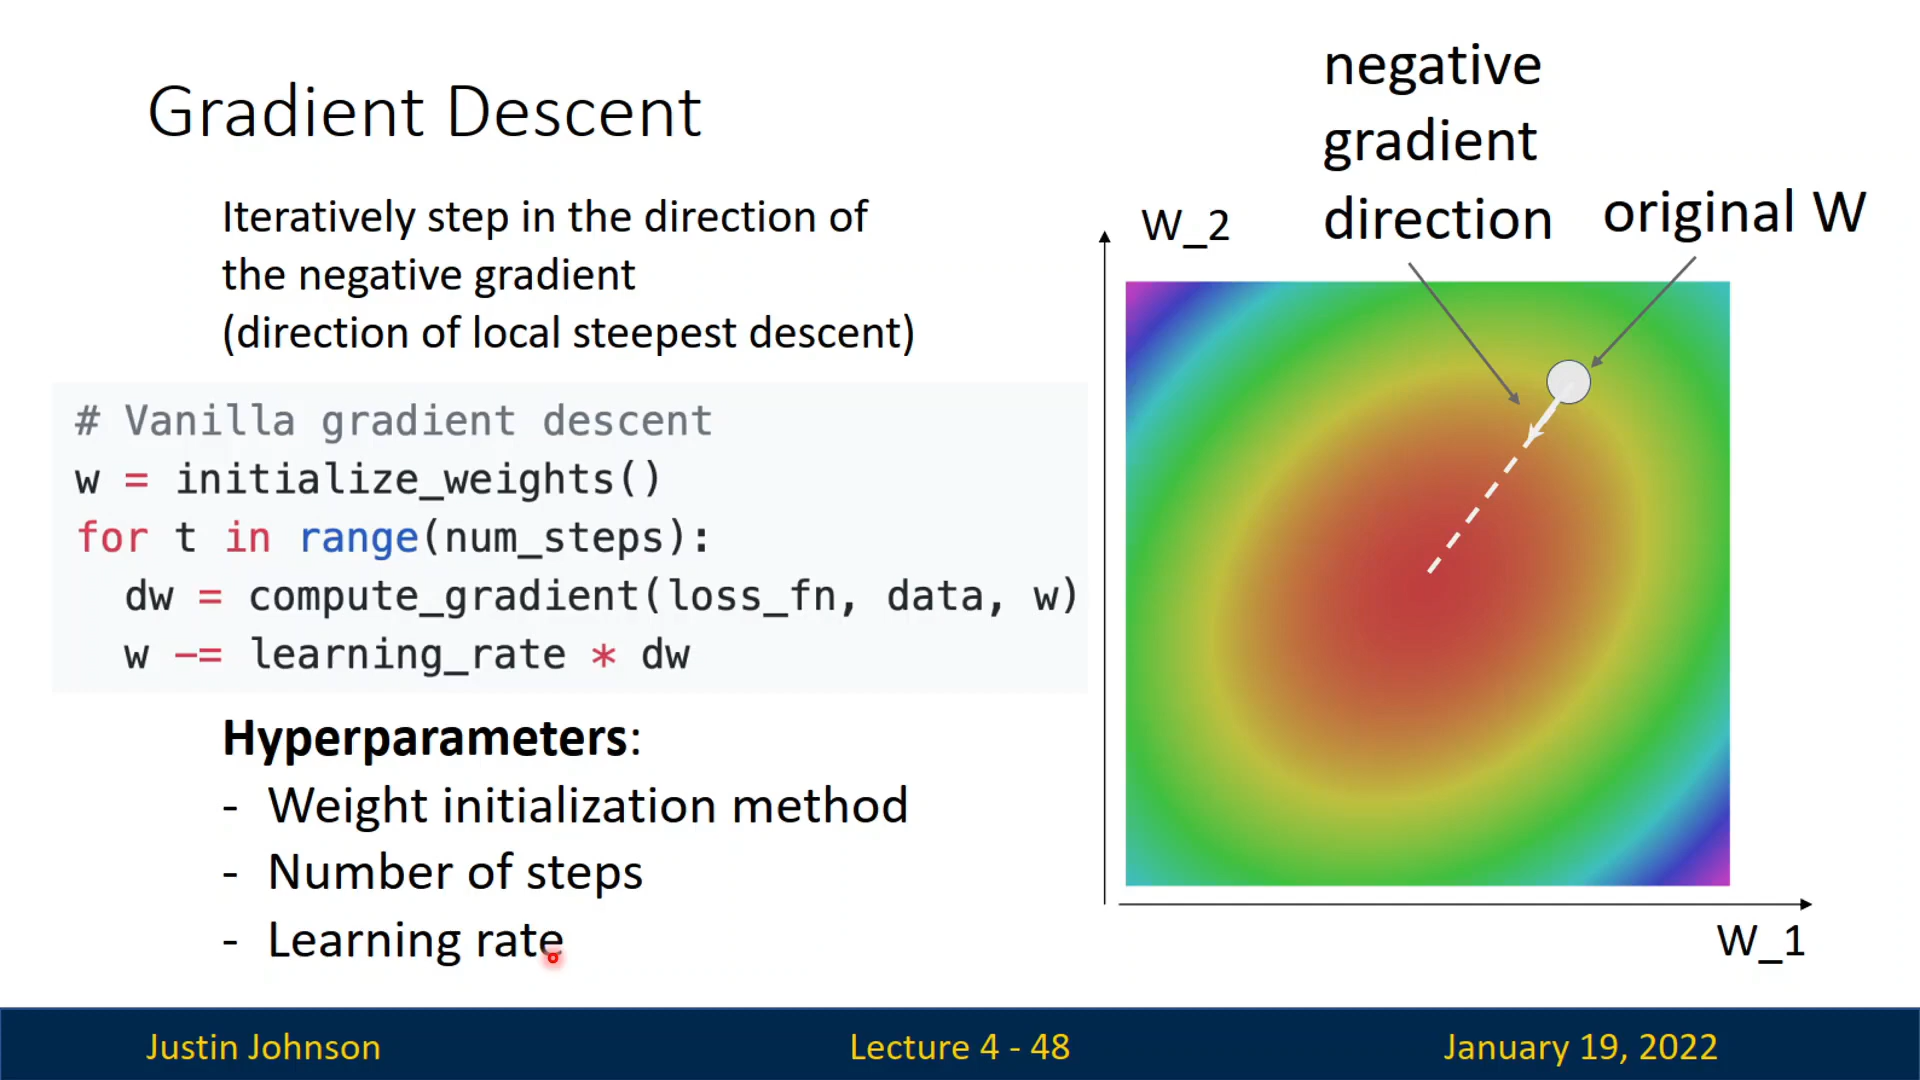 Gradient Descent
Iteratively step in the direction of
the negative gradient
(direction of local steepest descent)
# Vanilla gradient descent
w = initialize_weights()
for t in range(num_steps):
  dw = compute_gradient(loss_fn, data, w)
  w -= learning_rate * dw
Hyperparameters:
- Weight initialization method
- Number of steps
- Learning rate
negative
gradient
direction
original W
W_2
W_1
Justin Johnson
Lecture 4 - 48
January 19, 2022